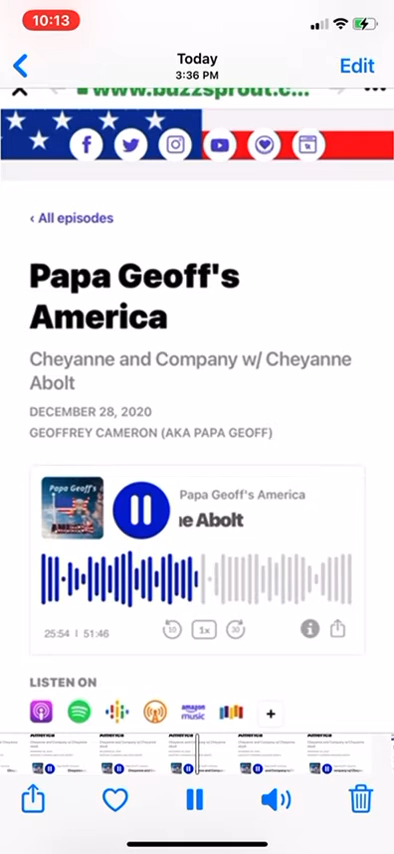 10:13
Today
3:36 PM
Edit
www.buzzsprout.c...
‹ All episodes
Papa Geoff's
America
Cheyanne and Company w/ Cheyanne
Abolt
DECEMBER 28, 2020
GEOFFREY CAMERON (AKA PAPA GEOFF)
Papa Geoff's
AMERICA
Papa Geoff's America
ne Abolt
25:54 | 51:46
10
1x
30
LISTEN ON
amazon
music